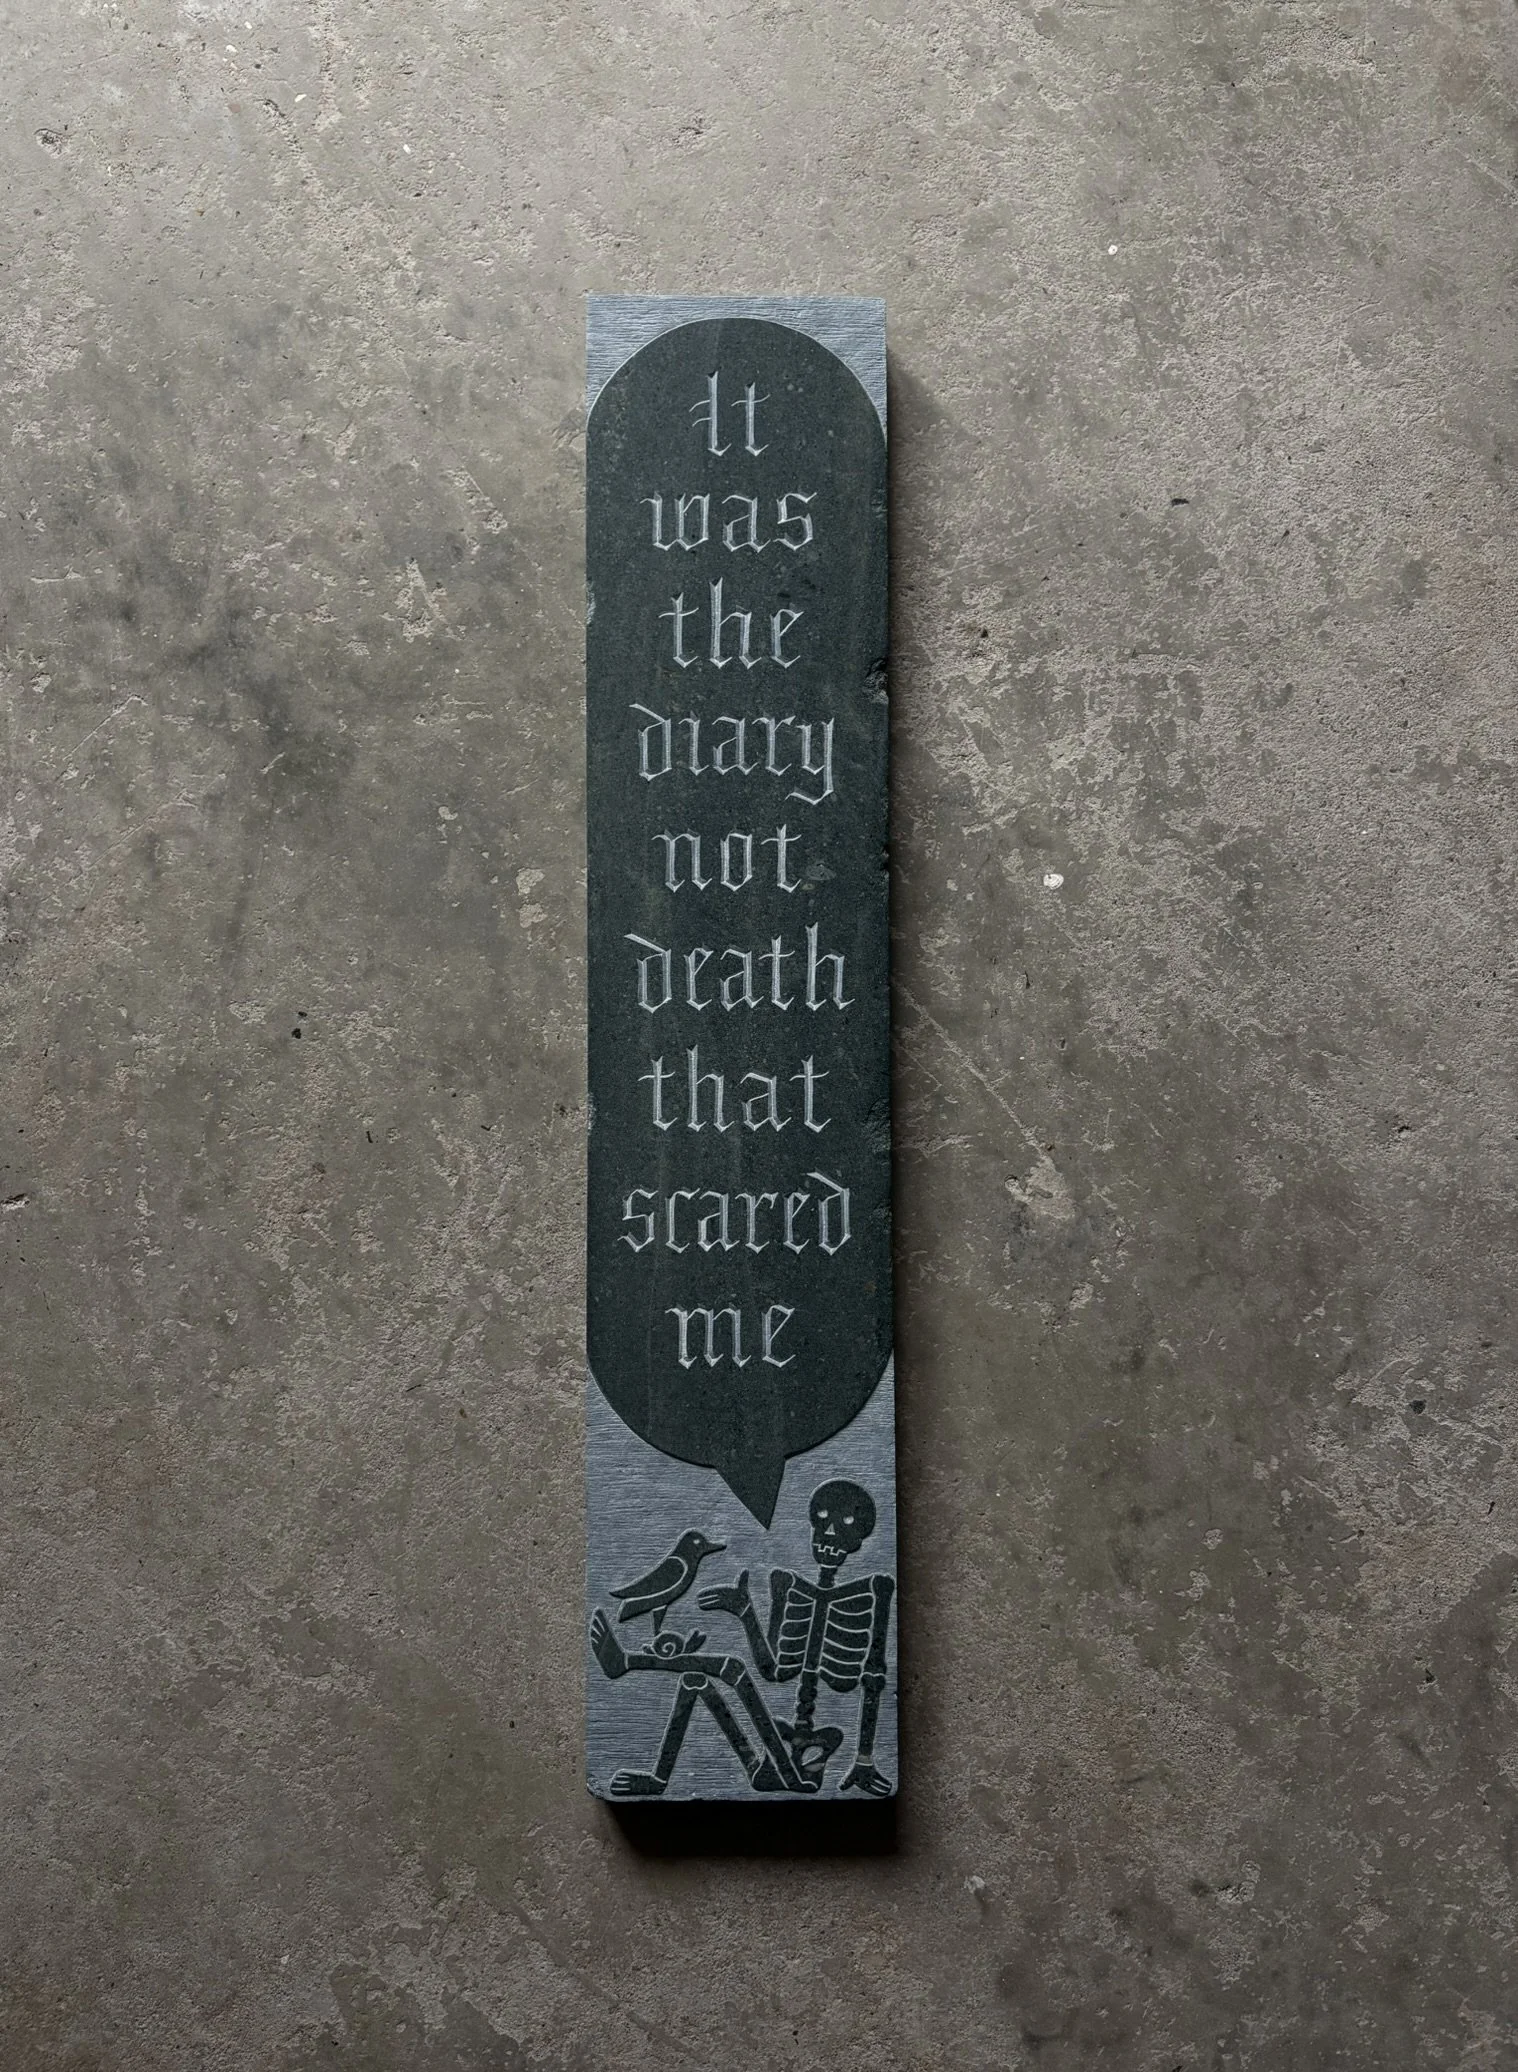 It
was
the
diary
not
death
that
scared
me